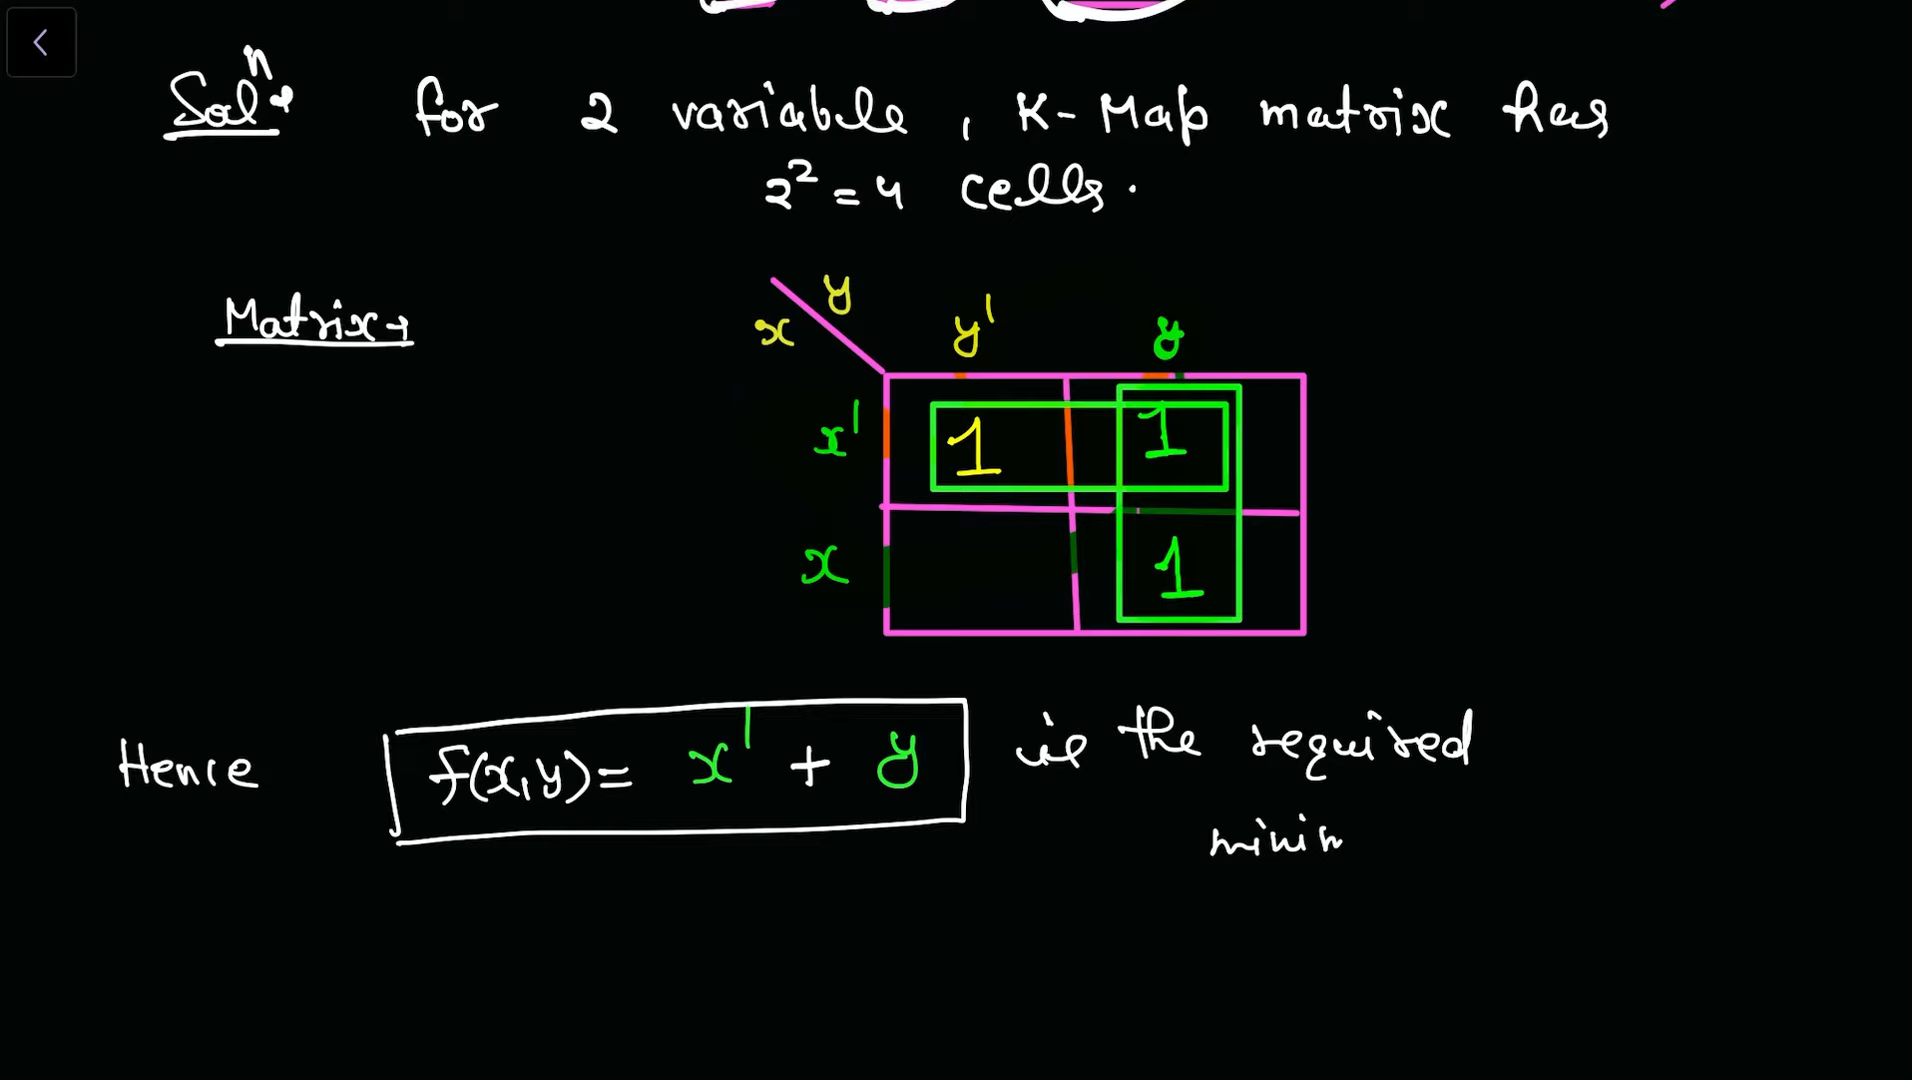 Solⁿ→ for 2 variable, K-Map matrix has
2² = 4 cells.
Matrix→
y
x
y'
y
x'
1
1
x
1
Hence f(x,y) = x' + y is the required
minim